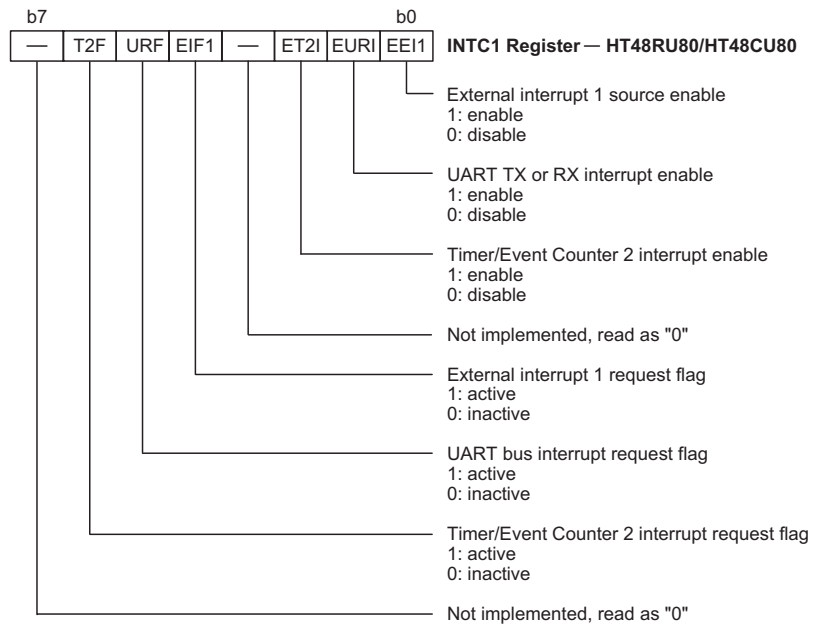 b7 b0
— T2F URF EIF1 — ET2I EURI EEI1 INTC1 Register — HT48RU80/HT48CU80
External interrupt 1 source enable
1: enable
0: disable
UART TX or RX interrupt enable
1: enable
0: disable
Timer/Event Counter 2 interrupt enable
1: enable
0: disable
Not implemented, read as "0"
External interrupt 1 request flag
1: active
0: inactive
UART bus interrupt request flag
1: active
0: inactive
Timer/Event Counter 2 interrupt request flag
1: active
0: inactive
Not implemented, read as "0"